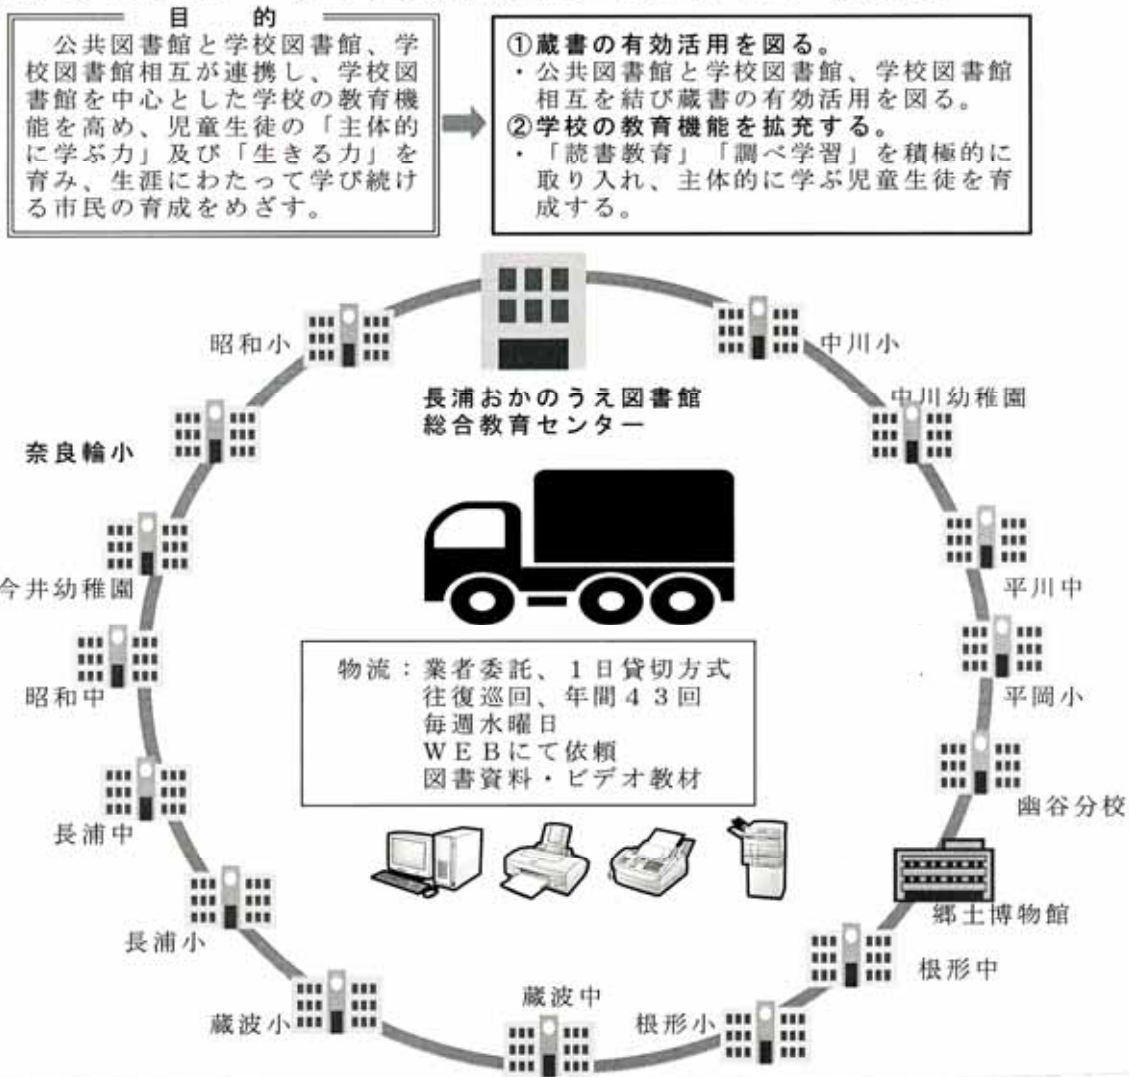 目 的
公共図書館と学校図書館、学
校図書館相互が連携し、学校図
書館を中心とした学校の教育機
能を高め、児童生徒の「主体的
に学ぶ力」及び「生きる力」を
育み、生涯にわたって学び続け
る市民の育成をめざす。
①蔵書の有効活用を図る。
・公共図書館と学校図書館、学校図書館
相互を結び蔵書の有効活用を図る。
②学校の教育機能を拡充する。
・「読書教育」「調べ学習」を積極的に
取り入れ、主体的に学ぶ児童生徒を育
成する。
昭和小
中川小
長浦おかのうえ図書館
総合教育センター
中川幼稚園
奈良輪小
今井幼稚園
平川中
昭和中
平岡小
物流：業者委託、１日貸切方式
往復巡回、年間４３回
毎週水曜日
ＷＥＢにて依頼
図書資料・ビデオ教材
長浦中
幽谷分校
郷土博物館
長浦小
根形中
蔵波小
蔵波中
根形小